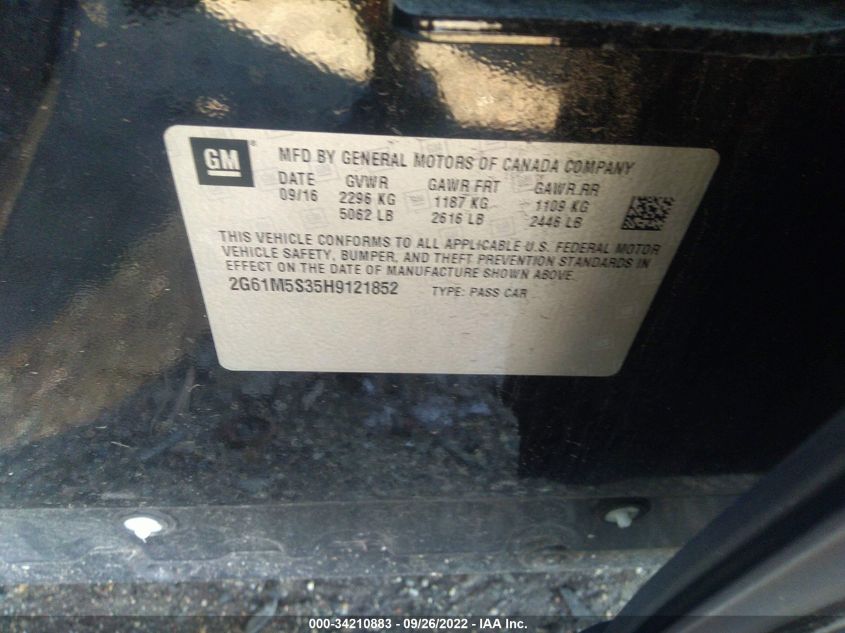 GM ®
MFD BY GENERAL MOTORS OF CANADA COMPANY
DATE GVWR GAWR FRT GAWR RR
09/16 2296 KG 1187 KG 1109 KG
5062 LB 2616 LB 2446 LB
THIS VEHICLE CONFORMS TO ALL APPLICABLE U.S. FEDERAL MOTOR
VEHICLE SAFETY, BUMPER, AND THEFT PREVENTION STANDARDS IN
EFFECT ON THE DATE OF MANUFACTURE SHOWN ABOVE.
2G61M5S35H9121852 TYPE: PASS CAR
000-34210883 / 09/26/2022 - IAA Inc.